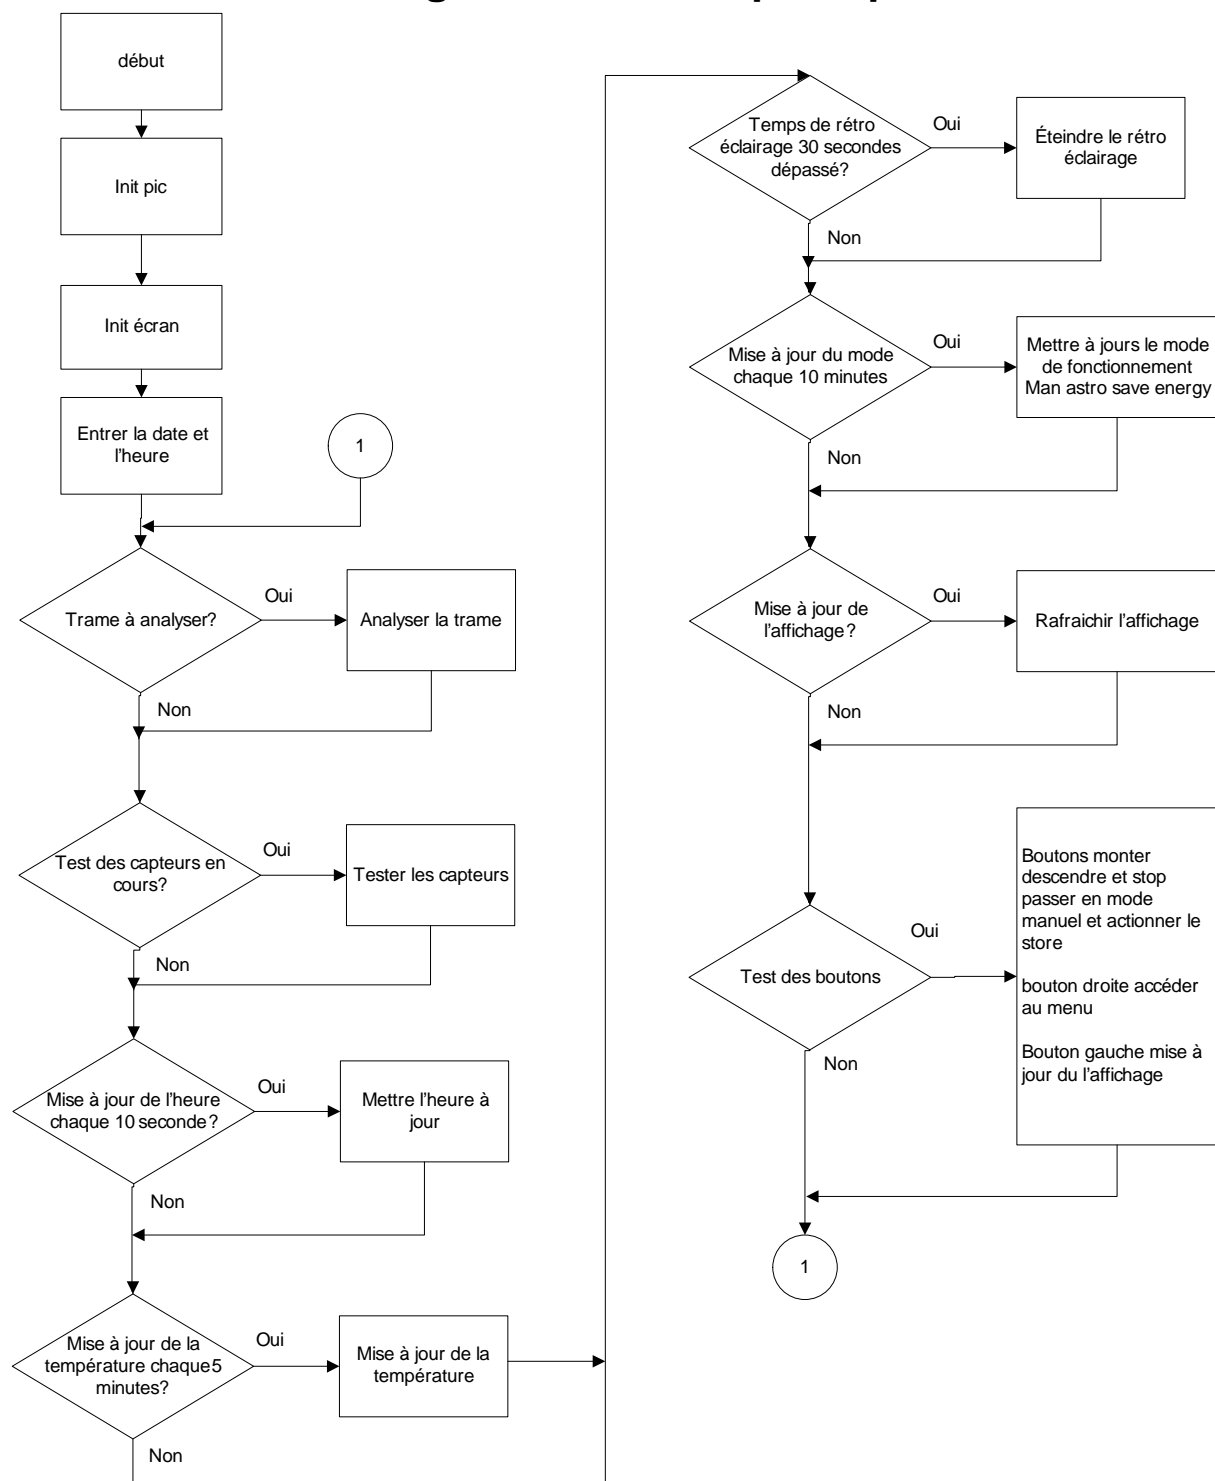 début
Init pic
Init écran
Entrer la date et
l'heure
1
Trame à analyser?
Oui
Analyser la trame
Non
Test des capteurs en
cours?
Oui
Tester les capteurs
Non
Mise à jour de l'heure
chaque 10 seconde?
Oui
Mettre l'heure à
jour
Non
Mise à jour de la
température chaque 5
minutes?
Oui
Mise à jour de la
température
Non
Temps de rétro
éclairage 30 secondes
dépassé?
Oui
Éteindre le rétro
éclairage
Non
Mise à jour du mode
chaque 10 minutes
Oui
Mettre à jours le mode
de fonctionnement
Man astro save energy
Non
Mise à jour de
l'affichage?
Oui
Rafraichir l'affichage
Non
Test des boutons
Oui
Boutons monter
descendre et stop
passer en mode
manuel et actionner le
store
bouton droite accéder
au menu
Bouton gauche mise à
jour du l'affichage
Non
1